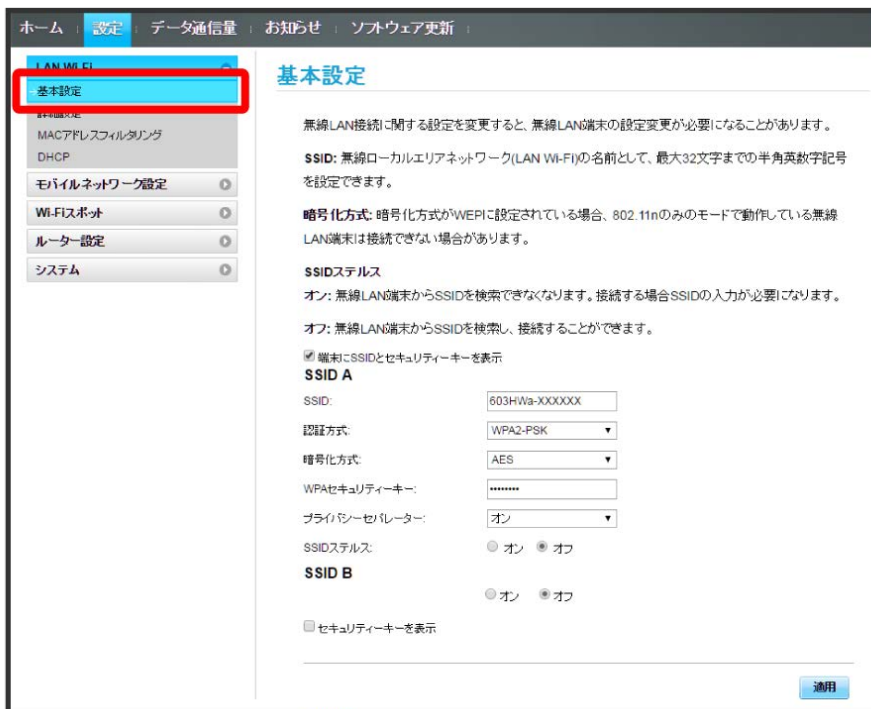 ホーム 設定 データ通信量 お知らせ ソフトウェア更新
LAN Wi-Fi
基本設定
詳細設定
MACアドレスフィルタリング
DHCP
モバイルネットワーク設定
Wi-Fiスポット
ルーター設定
システム
基本設定
無線LAN接続に関する設定を変更すると、無線LAN端末の設定変更が必要になることがあります。
SSID: 無線ローカルエリアネットワーク(LAN Wi-Fi)の名前として、最大32文字までの半角英数字記号
を設定できます。
暗号化方式: 暗号化方式がWEPIに設定されている場合、802.11nのみのモードで動作している無線
LAN端末は接続できない場合があります。
SSIDステルス
オン: 無線LAN端末からSSIDを検索できなくなります。接続する場合SSIDの入力が必要になります。
オフ: 無線LAN端末からSSIDを検索し、接続することができます。
端末にSSIDとセキュリティーキーを表示
SSID A
SSID: 603HWa-XXXXXX
認証方式: WPA2-PSK
暗号化方式: AES
WPAセキュリティーキー: ••••••••
プライバシーセパレーター: オン
SSIDステルス: オン オフ
SSID B
オン オフ
セキュリティーキーを表示
適用